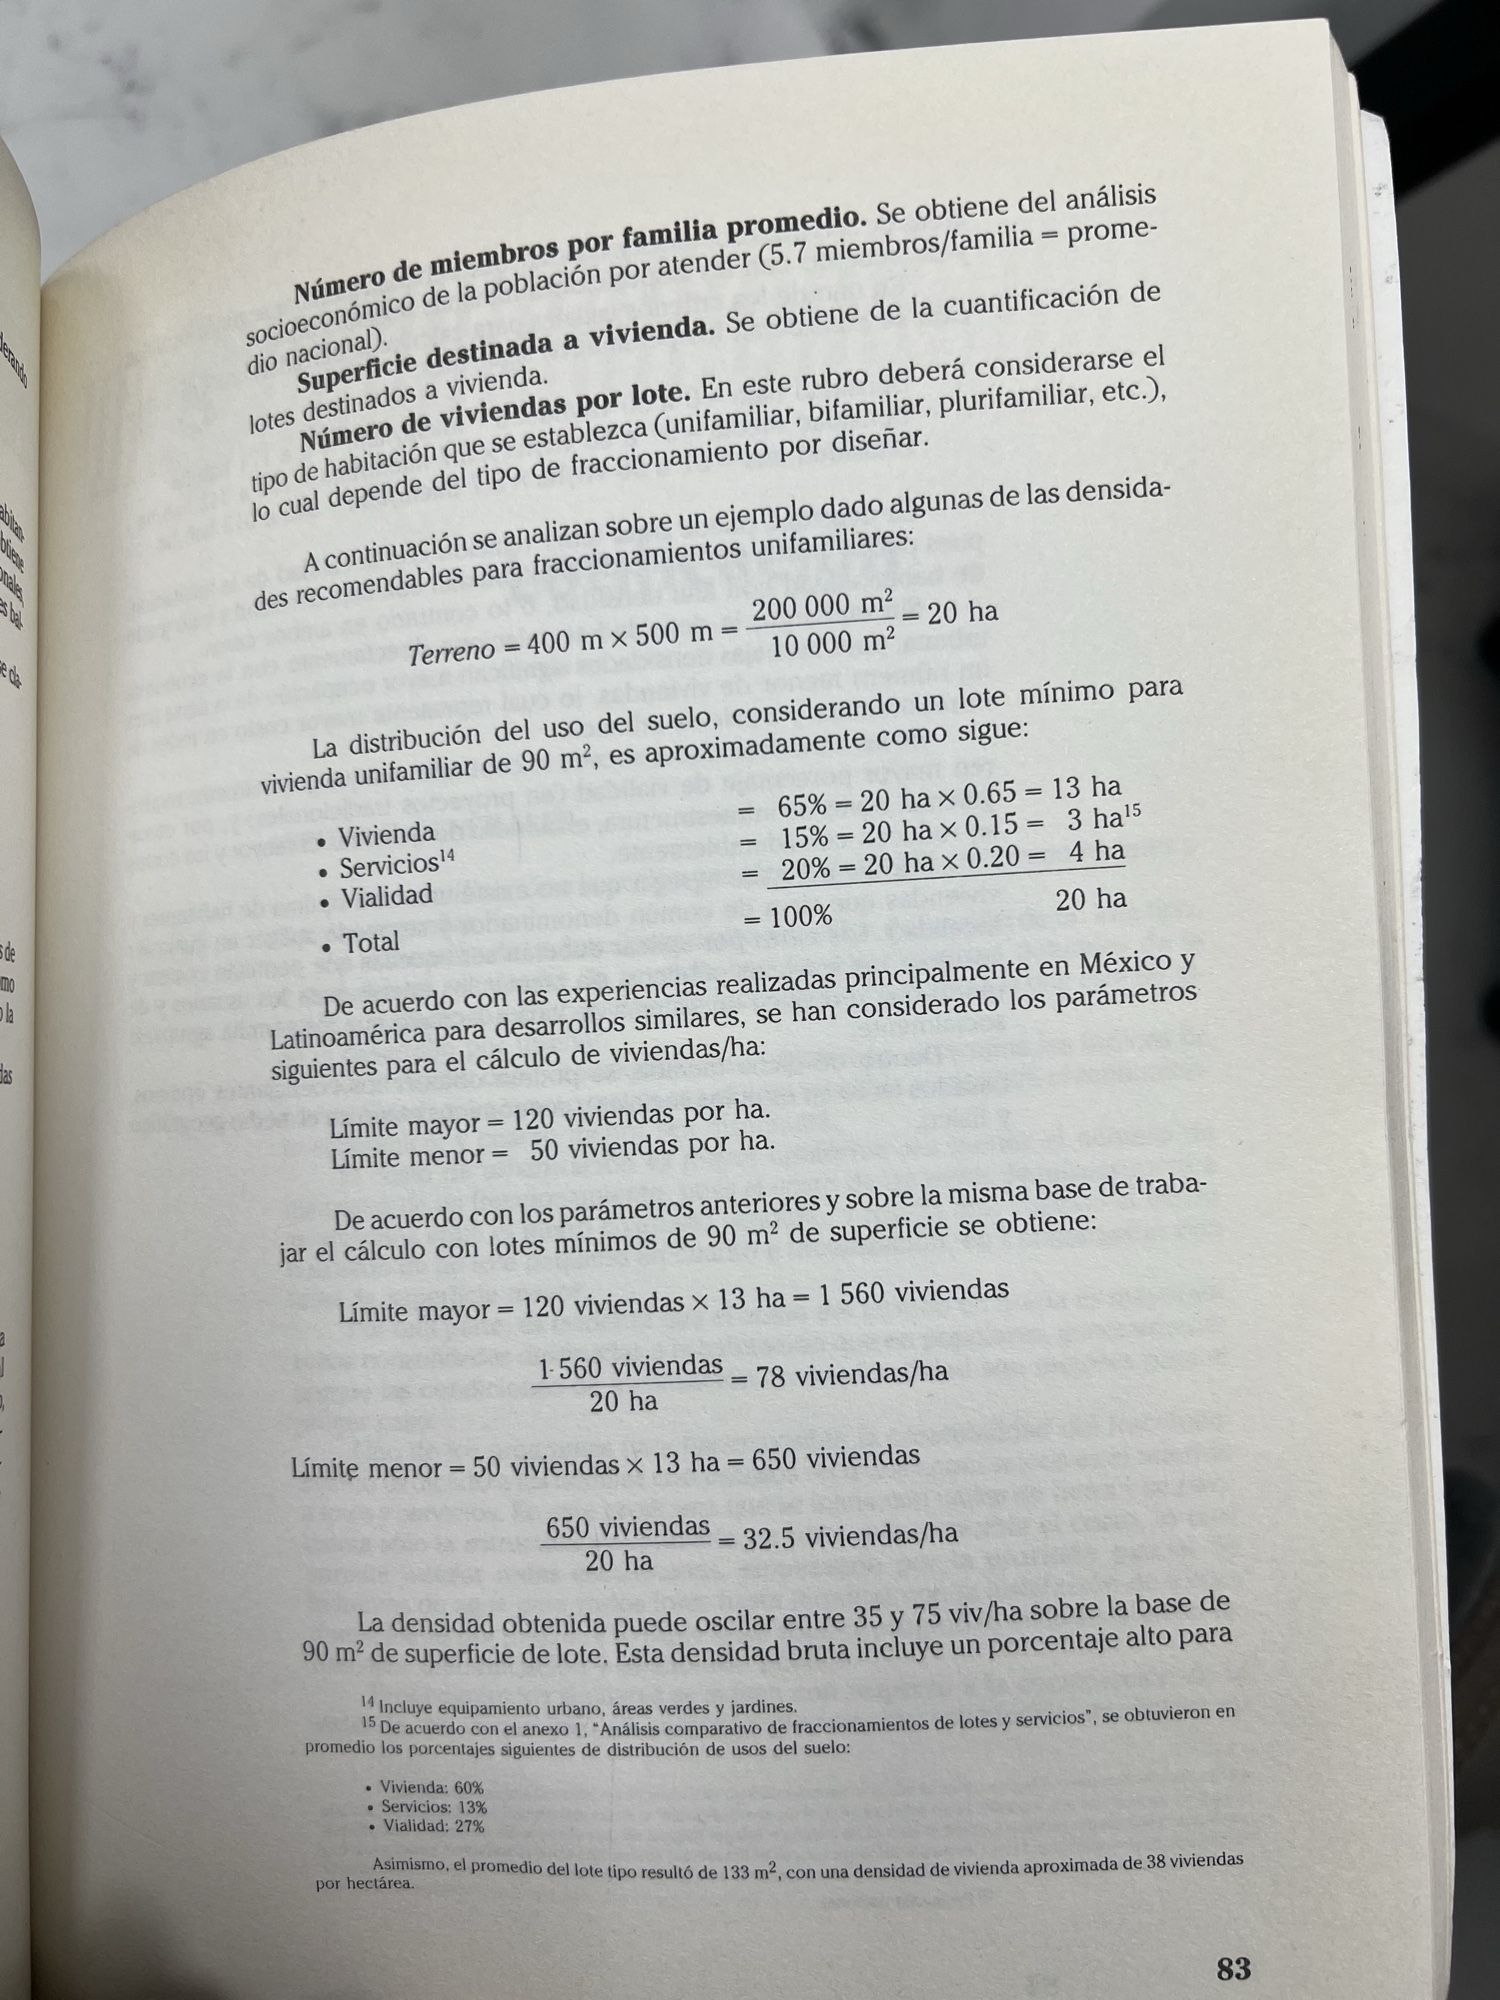 Número de miembros por familia promedio. Se obtiene del análisis
socioeconómico de la población por atender (5.7 miembros/familia = prome-
dio nacional).
Superficie destinada a vivienda. Se obtiene de la cuantificación de
lotes destinados a vivienda.
Número de viviendas por lote. En este rubro deberá considerarse el
tipo de habitación que se establezca (unifamiliar, bifamiliar, plurifamiliar, etc.),
lo cual depende del tipo de fraccionamiento por diseñar.
A continuación se analizan sobre un ejemplo dado algunas de las densida-
des recomendables para fraccionamientos unifamiliares:
Terreno = 400 m × 500 m = 200 000 m² / 10 000 m² = 20 ha
La distribución del uso del suelo, considerando un lote mínimo para
vivienda unifamiliar de 90 m², es aproximadamente como sigue:
• Vivienda = 65% = 20 ha × 0.65 = 13 ha
• Servicios¹⁴ = 15% = 20 ha × 0.15 = 3 ha¹⁵
• Vialidad = 20% = 20 ha × 0.20 = 4 ha
• Total = 100% 20 ha
De acuerdo con las experiencias realizadas principalmente en México y
Latinoamérica para desarrollos similares, se han considerado los parámetros
siguientes para el cálculo de viviendas/ha:
Límite mayor = 120 viviendas por ha.
Límite menor = 50 viviendas por ha.
De acuerdo con los parámetros anteriores y sobre la misma base de traba-
jar el cálculo con lotes mínimos de 90 m² de superficie se obtiene:
Límite mayor = 120 viviendas × 13 ha = 1 560 viviendas
1 560 viviendas / 20 ha = 78 viviendas/ha
Límite menor = 50 viviendas × 13 ha = 650 viviendas
650 viviendas / 20 ha = 32.5 viviendas/ha
La densidad obtenida puede oscilar entre 35 y 75 viv/ha sobre la base de
90 m² de superficie de lote. Esta densidad bruta incluye un porcentaje alto para
¹⁴ Incluye equipamiento urbano, áreas verdes y jardines.
¹⁵ De acuerdo con el anexo 1, "Análisis comparativo de fraccionamientos de lotes y servicios", se obtuvieron en
promedio los porcentajes siguientes de distribución de usos del suelo:
• Vivienda: 60%
• Servicios: 13%
• Vialidad: 27%
Asimismo, el promedio del lote tipo resultó de 133 m², con una densidad de vivienda aproximada de 38 viviendas
por hectárea.
83